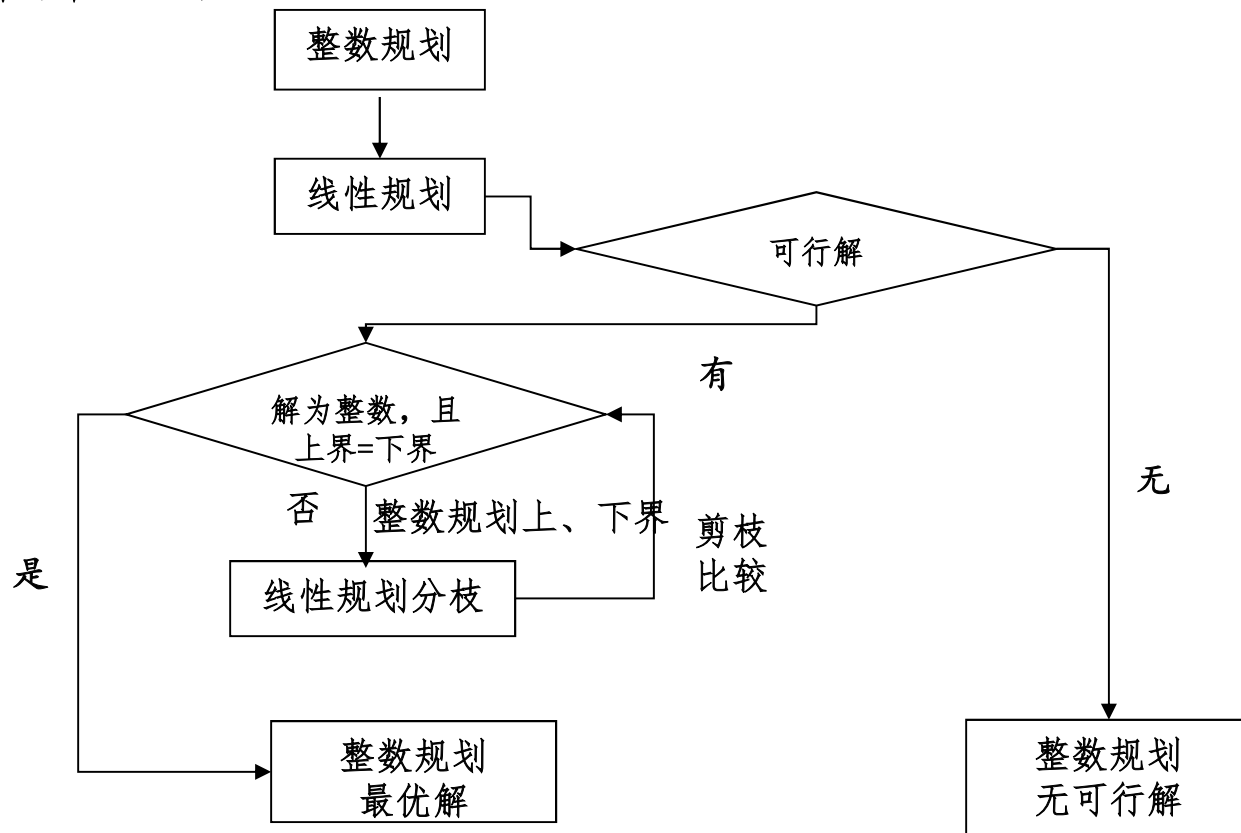 整数规划
线性规划
可行解
有
解为整数，且
上界=下界
无
否
整数规划上、下界
剪枝
比较
是
线性规划分枝
整数规划
最优解
整数规划
无可行解